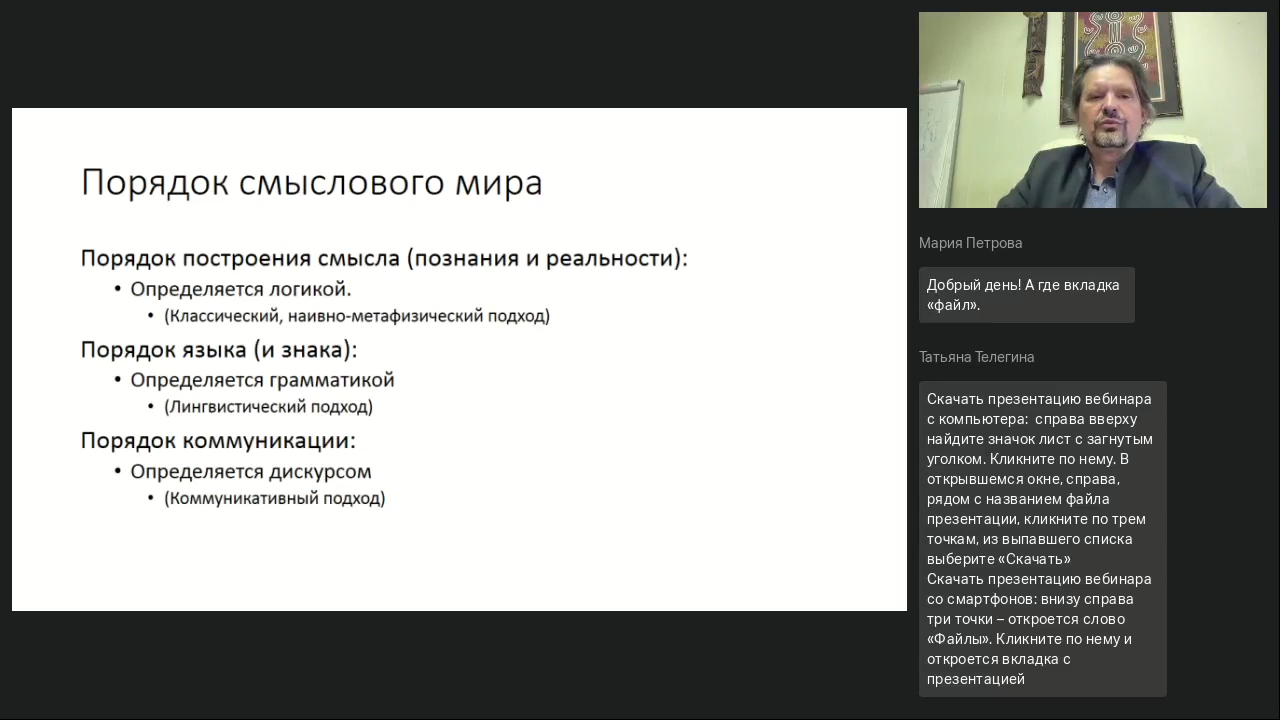 Порядок смыслового мира
Порядок построения смысла (познания и реальности):
• Определяется логикой.
• (Классический, наивно-метафизический подход)
Порядок языка (и знака):
• Определяется грамматикой
• (Лингвистический подход)
Порядок коммуникации:
• Определяется дискурсом
• (Коммуникативный подход)
Мария Петрова
Добрый день! А где вкладка
«файл».
Татьяна Телегина
Скачать презентацию вебинара
с компьютера: справа вверху
найдите значок лист с загнутым
уголком. Кликните по нему. В
открывшемся окне, справа,
рядом с названием файла
презентации, кликните по трем
точкам, из выпавшего списка
выберите «Скачать»
Скачать презентацию вебинара
со смартфонов: внизу справа
три точки – откроется слово
«Файлы». Кликните по нему и
откроется вкладка с
презентацией